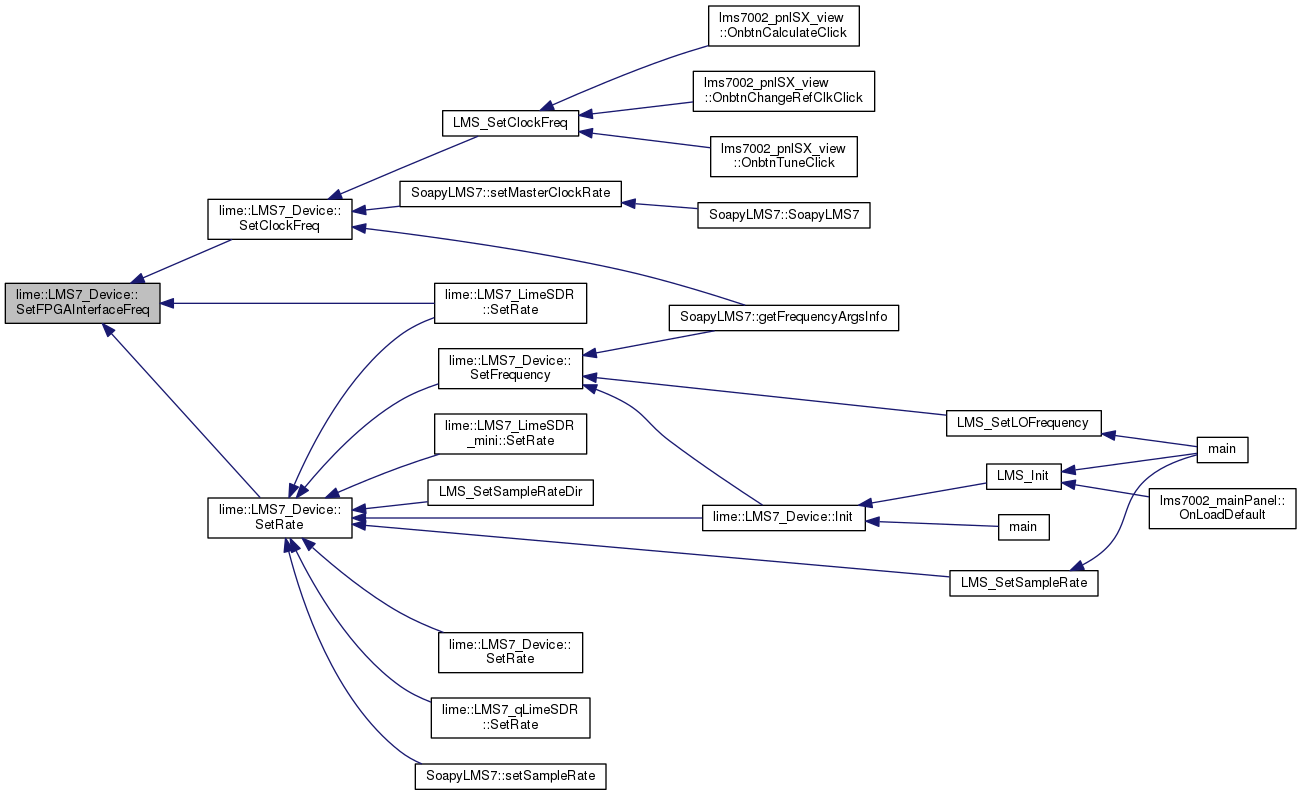 lms7002_pnlSX_view
::OnbtnCalculateClick
lms7002_pnlSX_view
::OnbtnChangeRefClkClick
LMS_SetClockFreq
lms7002_pnlSX_view
::OnbtnTuneClick
SoapyLMS7::setMasterClockRate
SoapyLMS7::SoapyLMS7
lime::LMS7_Device::
SetClockFreq
lime::LMS7_Device::
SetFPGAInterfaceFreq
lime::LMS7_LimeSDR
::SetRate
SoapyLMS7::getFrequencyArgsInfo
lime::LMS7_Device::
SetFrequency
LMS_SetLOFrequency
lime::LMS7_LimeSDR
_mini::SetRate
main
LMS_Init
LMS_SetSampleRateDir
lms7002_mainPanel::
OnLoadDefault
lime::LMS7_Device::
SetRate
lime::LMS7_Device::Init
main
LMS_SetSampleRate
lime::LMS7_Device::
SetRate
lime::LMS7_qLimeSDR
::SetRate
SoapyLMS7::setSampleRate